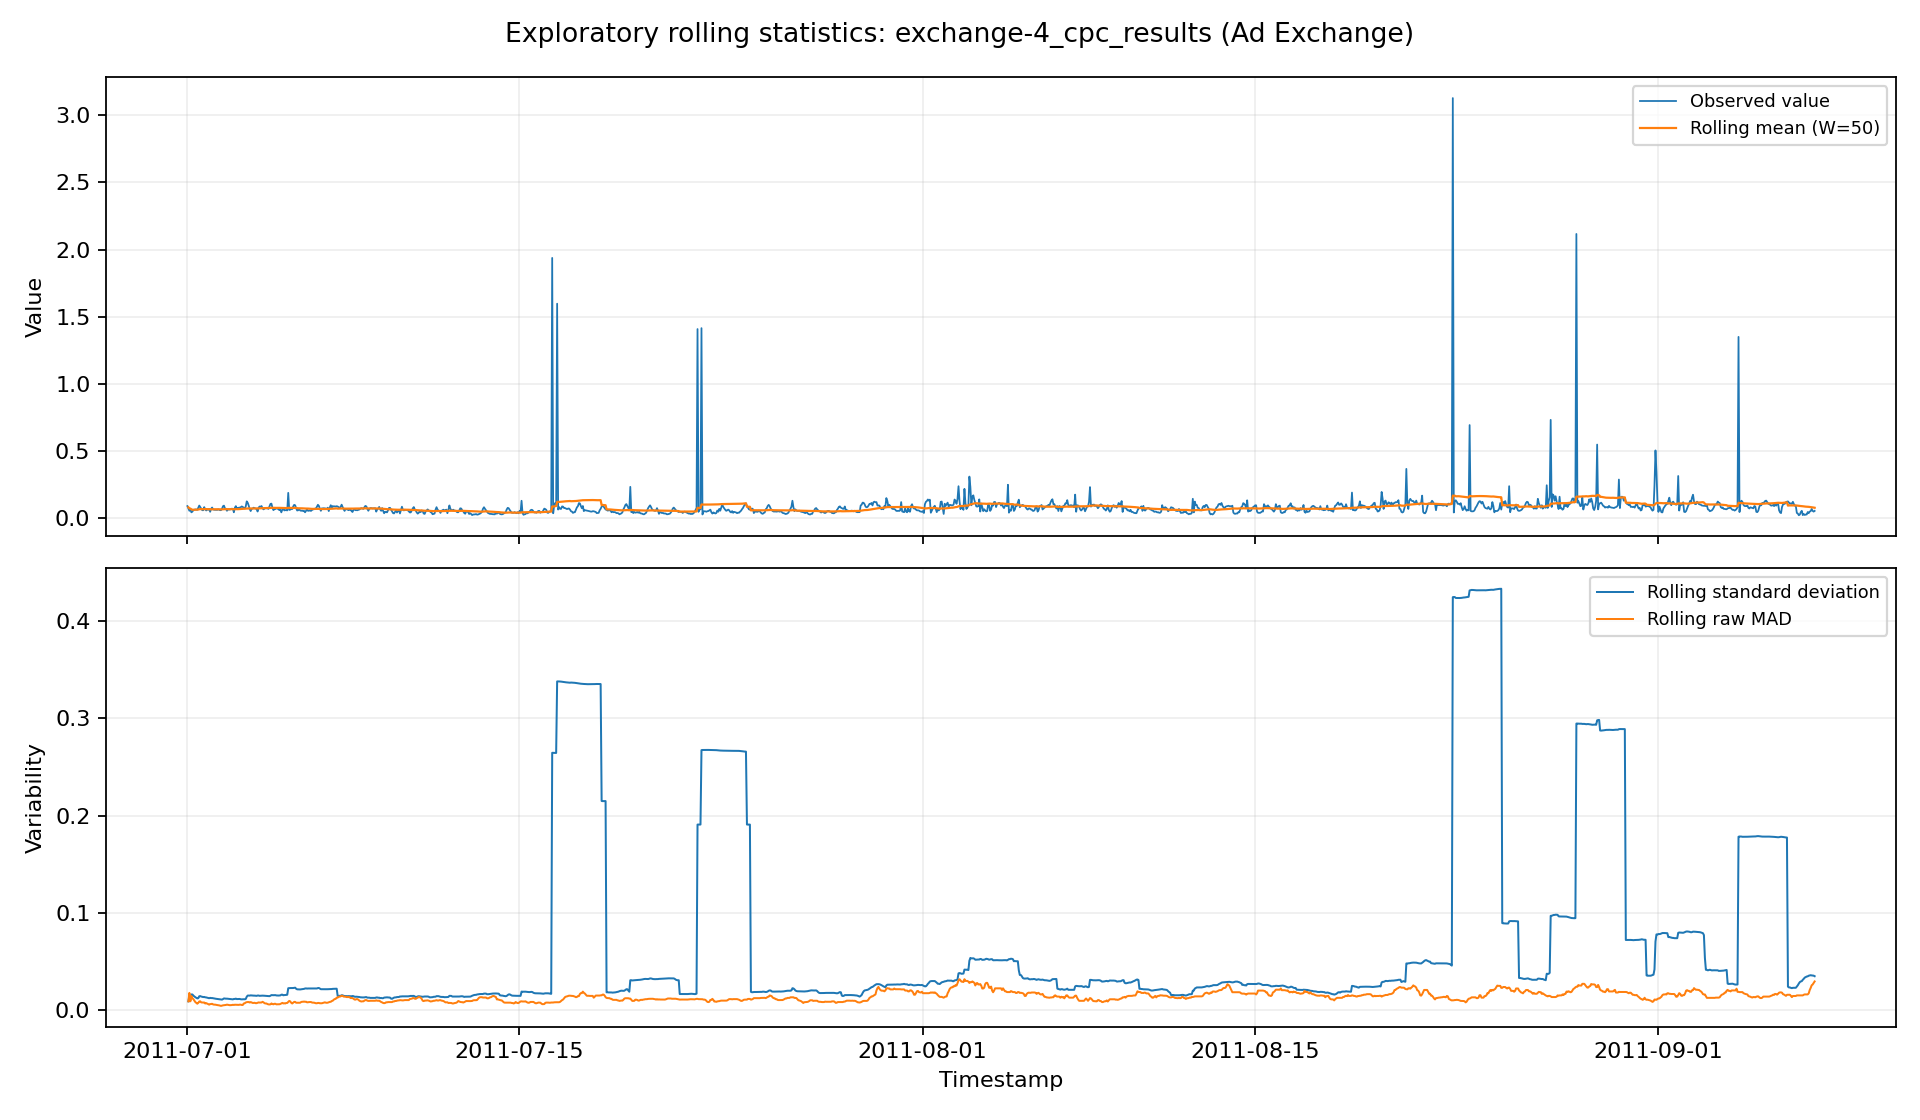 Exploratory rolling statistics: exchange-4_cpc_results (Ad Exchange)
Value
3.0
2.5
2.0
1.5
1.0
0.5
0.0
Observed value
Rolling mean (W=50)
Variability
0.4
0.3
0.2
0.1
0.0
Rolling standard deviation
Rolling raw MAD
2011-07-01
2011-07-15
2011-08-01
2011-08-15
2011-09-01
Timestamp